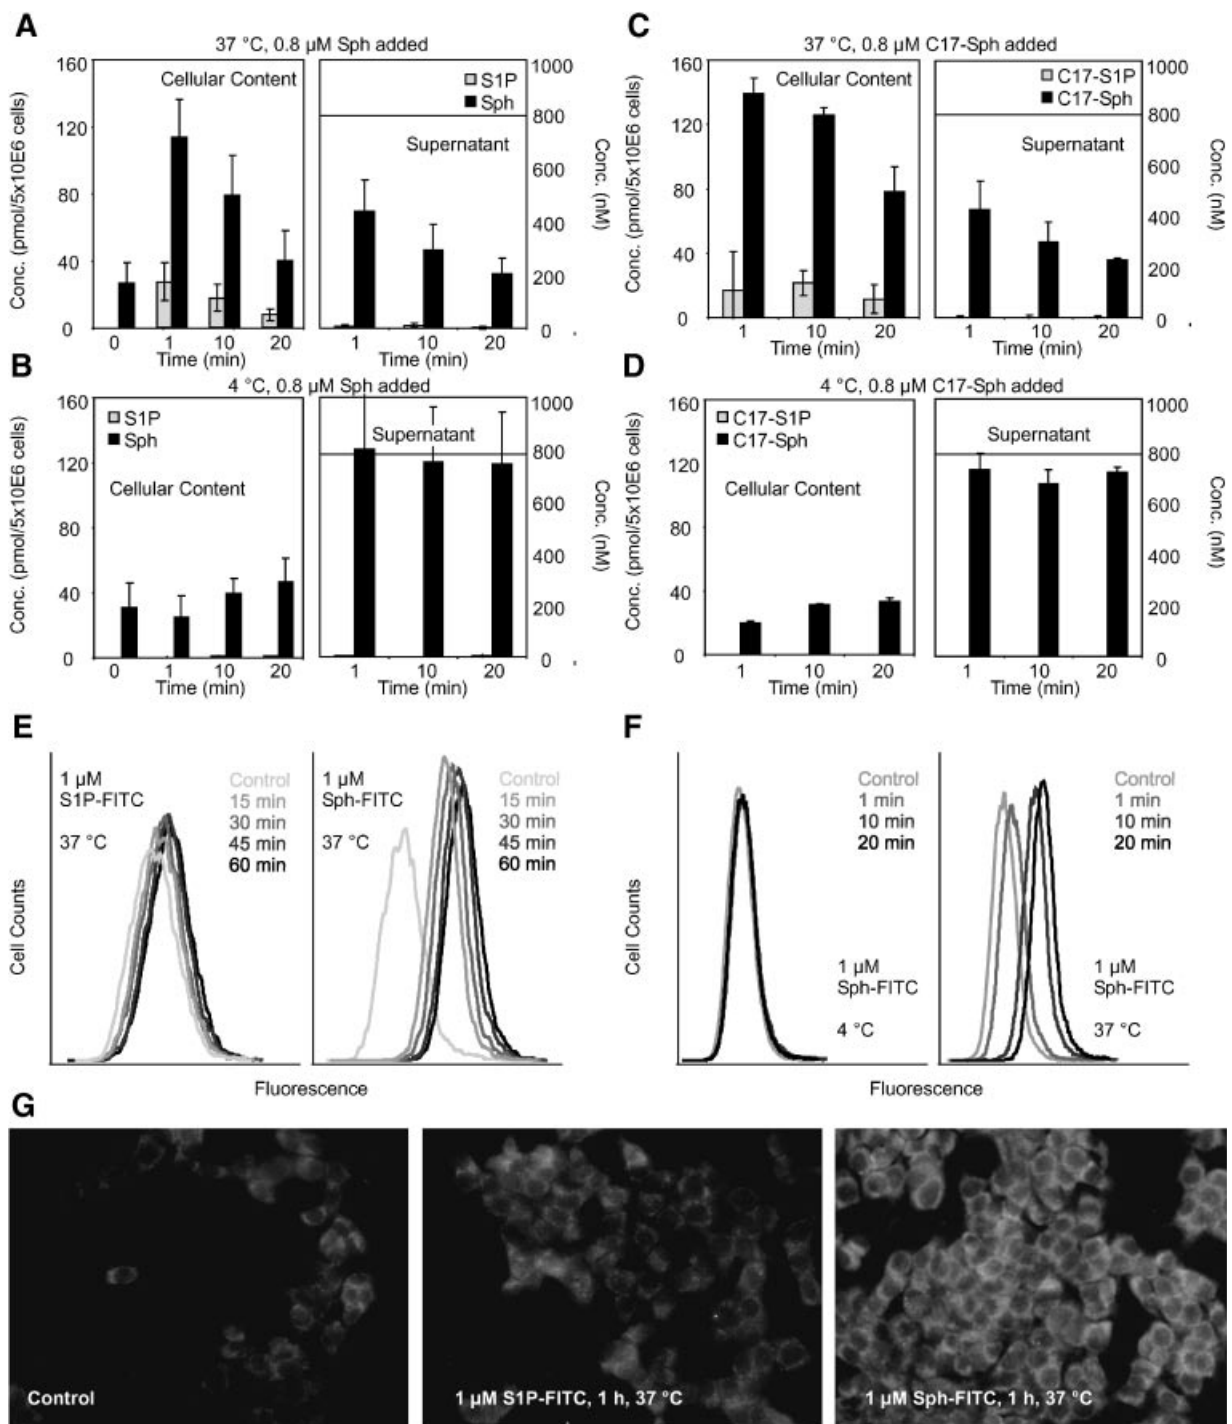 A
37 °C, 0.8 µM Sph added
160
120
80
40
0
Conc. (pmol/5x10E6 cells)
Cellular Content
0 1 10 20
Time (min)
S1P
Sph
Supernatant
1000
800
600
400
200
0
Conc. (nM)
1 10 20
Time (min)
C
37 °C, 0.8 µM C17-Sph added
160
120
80
40
0
Conc. (pmol/5x10E6 cells)
Cellular Content
1 10 20
Time (min)
C17-S1P
C17-Sph
Supernatant
1000
800
600
400
200
0
Conc. (nM)
1 10 20
Time (min)
B
4 °C, 0.8 µM Sph added
160
120
80
40
0
Conc. (pmol/5x10E6 cells)
S1P
Sph
Cellular Content
0 1 10 20
Time (min)
Supernatant
1000
800
600
400
200
0
Conc. (nM)
1 10 20
Time (min)
D
4 °C, 0.8 µM C17-Sph added
160
120
80
40
0
Conc. (pmol/5x10E6 cells)
C17-S1P
C17-Sph
Cellular Content
1 10 20
Time (min)
Supernatant
1000
800
600
400
200
0
Conc. (nM)
1 10 20
Time (min)
E
Cell Counts
1 µM
S1P-FITC
37 °C
Control
15 min
30 min
45 min
60 min
1 µM
Sph-FITC
37 °C
Control
15 min
30 min
45 min
60 min
Fluorescence
F
Cell Counts
Control
1 min
10 min
20 min
1 µM
Sph-FITC
4 °C
Control
1 min
10 min
20 min
1 µM
Sph-FITC
37 °C
Fluorescence
G
Control
1 µM S1P-FITC, 1 h, 37 °C
1 µM Sph-FITC, 1 h, 37 °C